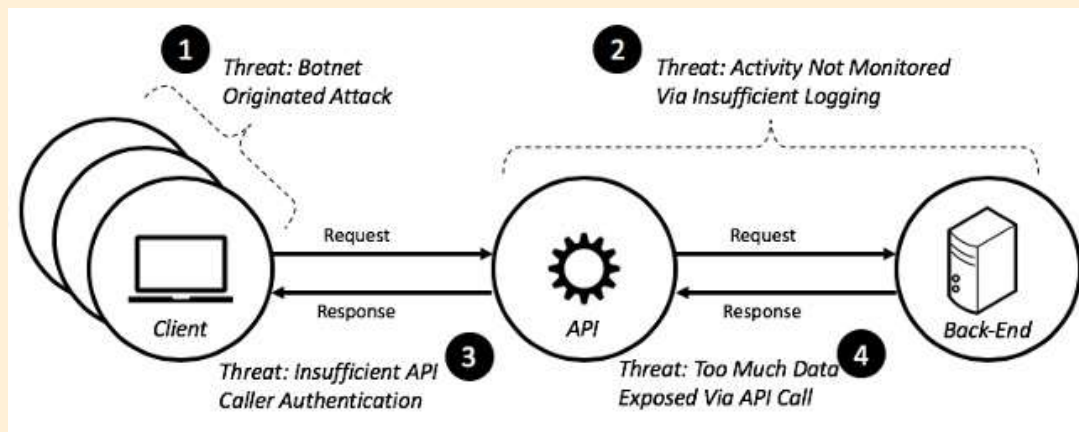 1
Threat: Botnet
Originated Attack
2
Threat: Activity Not Monitored
Via Insufficient Logging
Request
Request
Response
Response
Client
API
Back-End
3
Threat: Insufficient API
Caller Authentication
4
Threat: Too Much Data
Exposed Via API Call